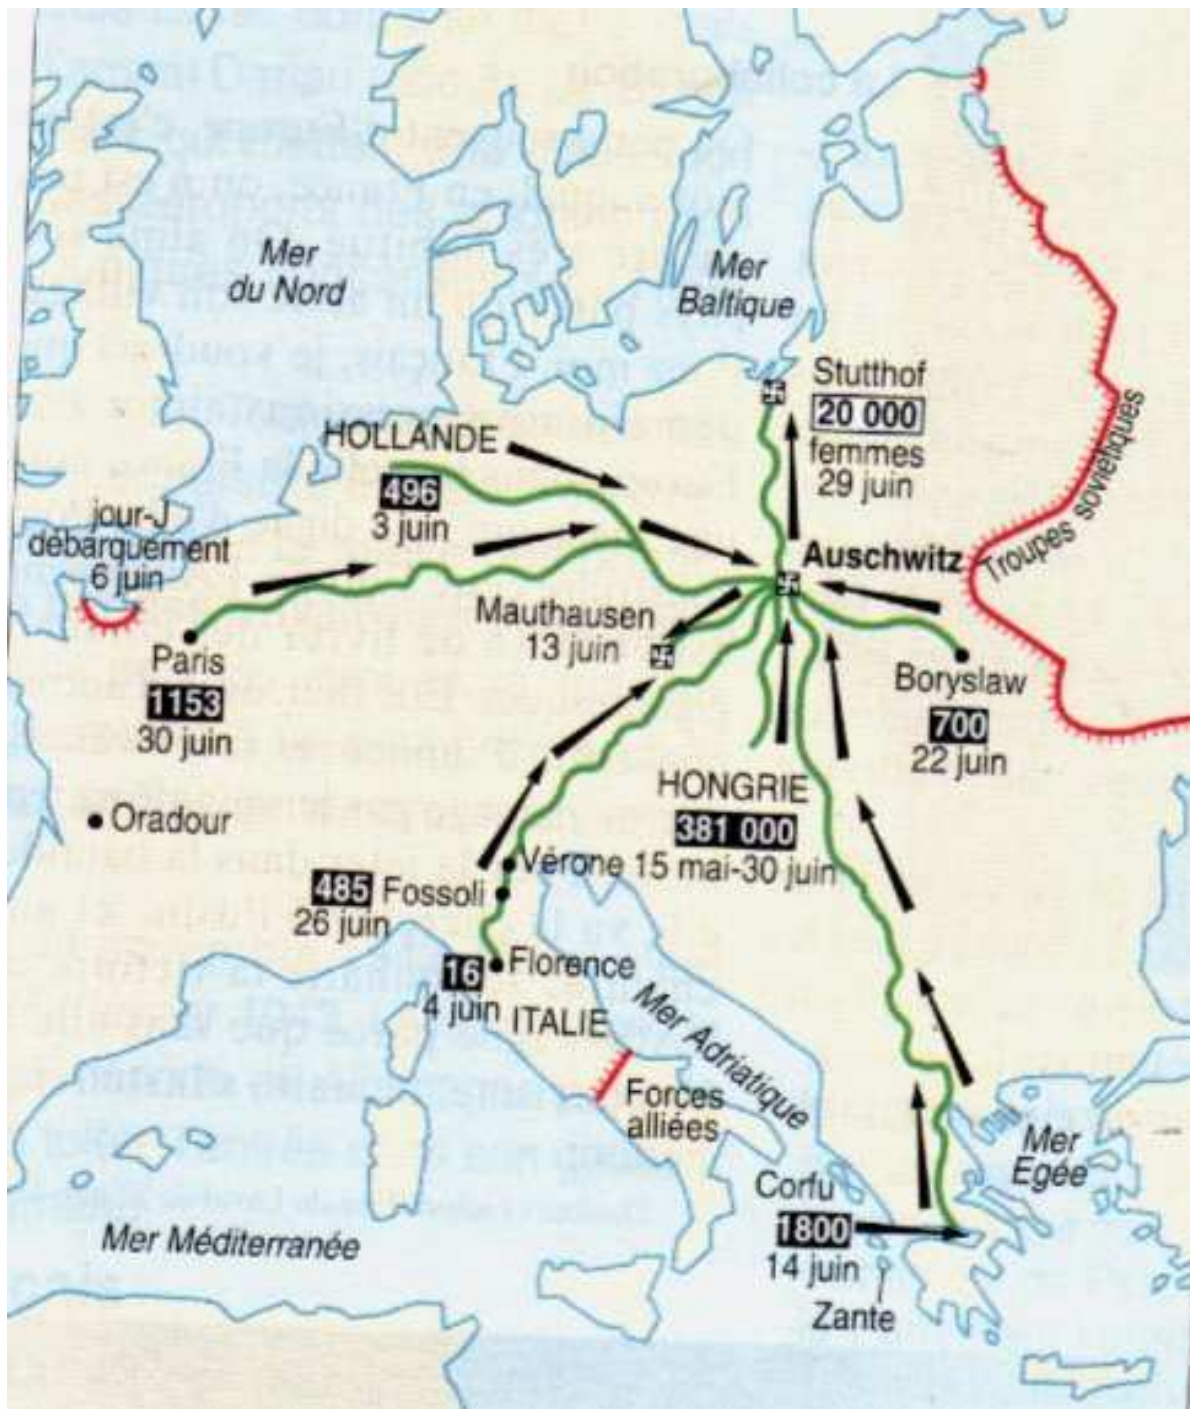 Mer
du Nord
Mer
Baltique
Stutthof
20 000
femmes
29 juin
HOLLANDE
496
3 juin
jour-J
débarquement
6 juin
Auschwitz
Troupes soviétiques
Mauthausen
13 juin
Paris
1153
30 juin
Boryslaw
700
22 juin
HONGRIE
381 000
15 mai-30 juin
Oradour
Vérone
485 Fossoli
26 juin
16 Florence
4 juin
ITALIE
Mer Adriatique
Forces
alliées
Mer
Egée
Corfu
1800
14 juin
Zante
Mer Méditerranée